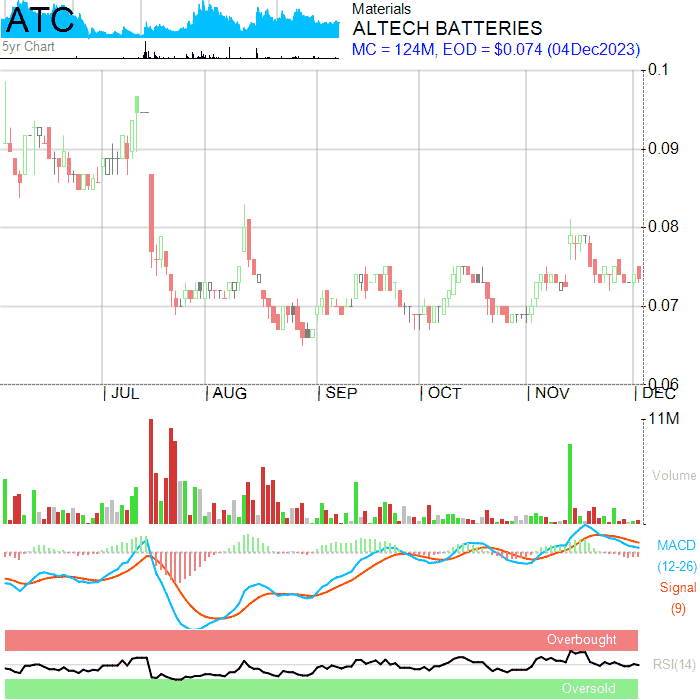 ATC
5yr Chart
Materials
ALTECH BATTERIES
MC = 124M, EOD = $0.074 (04Dec2023)
0.1
0.09
0.08
0.07
0.06
JUL AUG SEP OCT NOV DEC
11M
Volume
MACD
(12-26)
Signal
(9)
Overbought
RSI(14)
Oversold